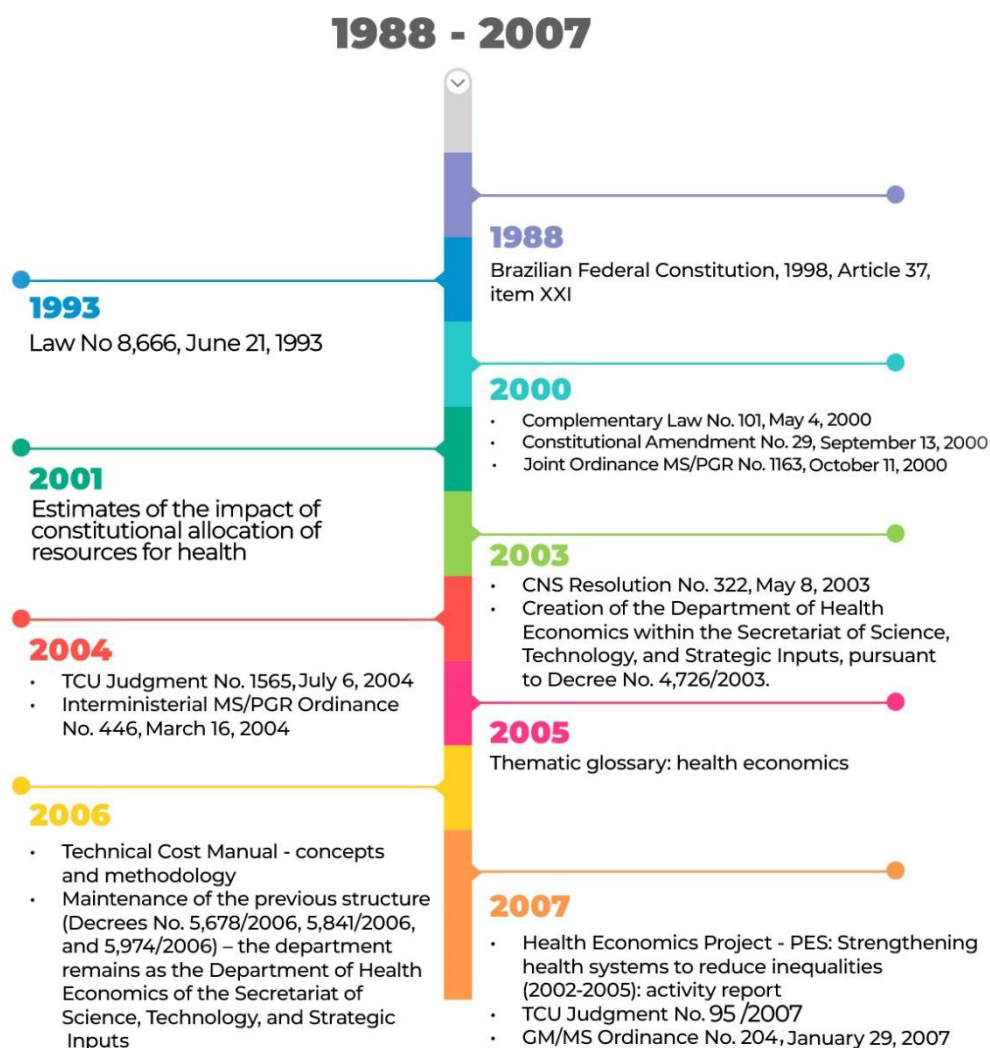 1988 - 2007
1988
Brazilian Federal Constitution, 1998, Article 37,
item XXI
1993
Law No 8,666, June 21, 1993
2000
• Complementary Law No. 101, May 4, 2000
• Constitutional Amendment No. 29, September 13, 2000
• Joint Ordinance MS/PGR No. 1163, October 11, 2000
2001
Estimates of the impact of
constitutional allocation of
resources for health
2003
• CNS Resolution No. 322, May 8, 2003
• Creation of the Department of Health
Economics within the Secretariat of Science,
Technology, and Strategic Inputs, pursuant
to Decree No. 4,726/2003.
2004
• TCU Judgment No. 1565, July 6, 2004
• Interministerial MS/PGR Ordinance
No. 446, March 16, 2004
2005
Thematic glossary: health economics
2006
• Technical Cost Manual - concepts
and methodology
• Maintenance of the previous structure
(Decrees No. 5,678/2006, 5,841/2006,
and 5,974/2006) – the department
remains as the Department of Health
Economics of the Secretariat of
Science, Technology, and Strategic
Inputs
2007
• Health Economics Project - PES: Strengthening
health systems to reduce inequalities
(2002-2005): activity report
• TCU Judgment No. 95 /2007
• GM/MS Ordinance No. 204, January 29, 2007